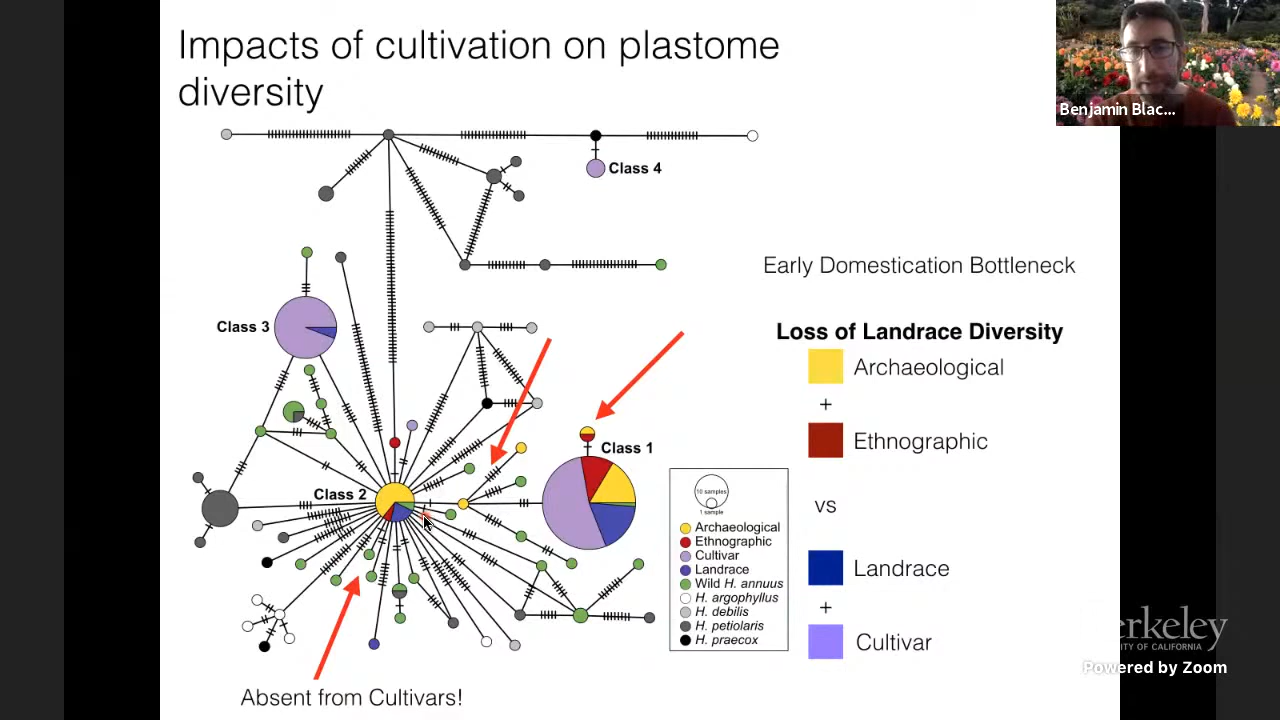 Impacts of cultivation on plastome
diversity
Benjamin Blac...
Class 4
Early Domestication Bottleneck
Class 3
Loss of Landrace Diversity
Archaeological
+
Ethnographic
vs
Landrace
+
Cultivar
Class 1
Class 2
10 samples
1 sample
Archaeological
Ethnographic
Cultivar
Landrace
Wild H. annuus
H. argophyllus
H. debilis
H. petiolaris
H. praecox
Absent from Cultivars!
erkeley
ITY OF CALIFORNIA
Powered by Zoom